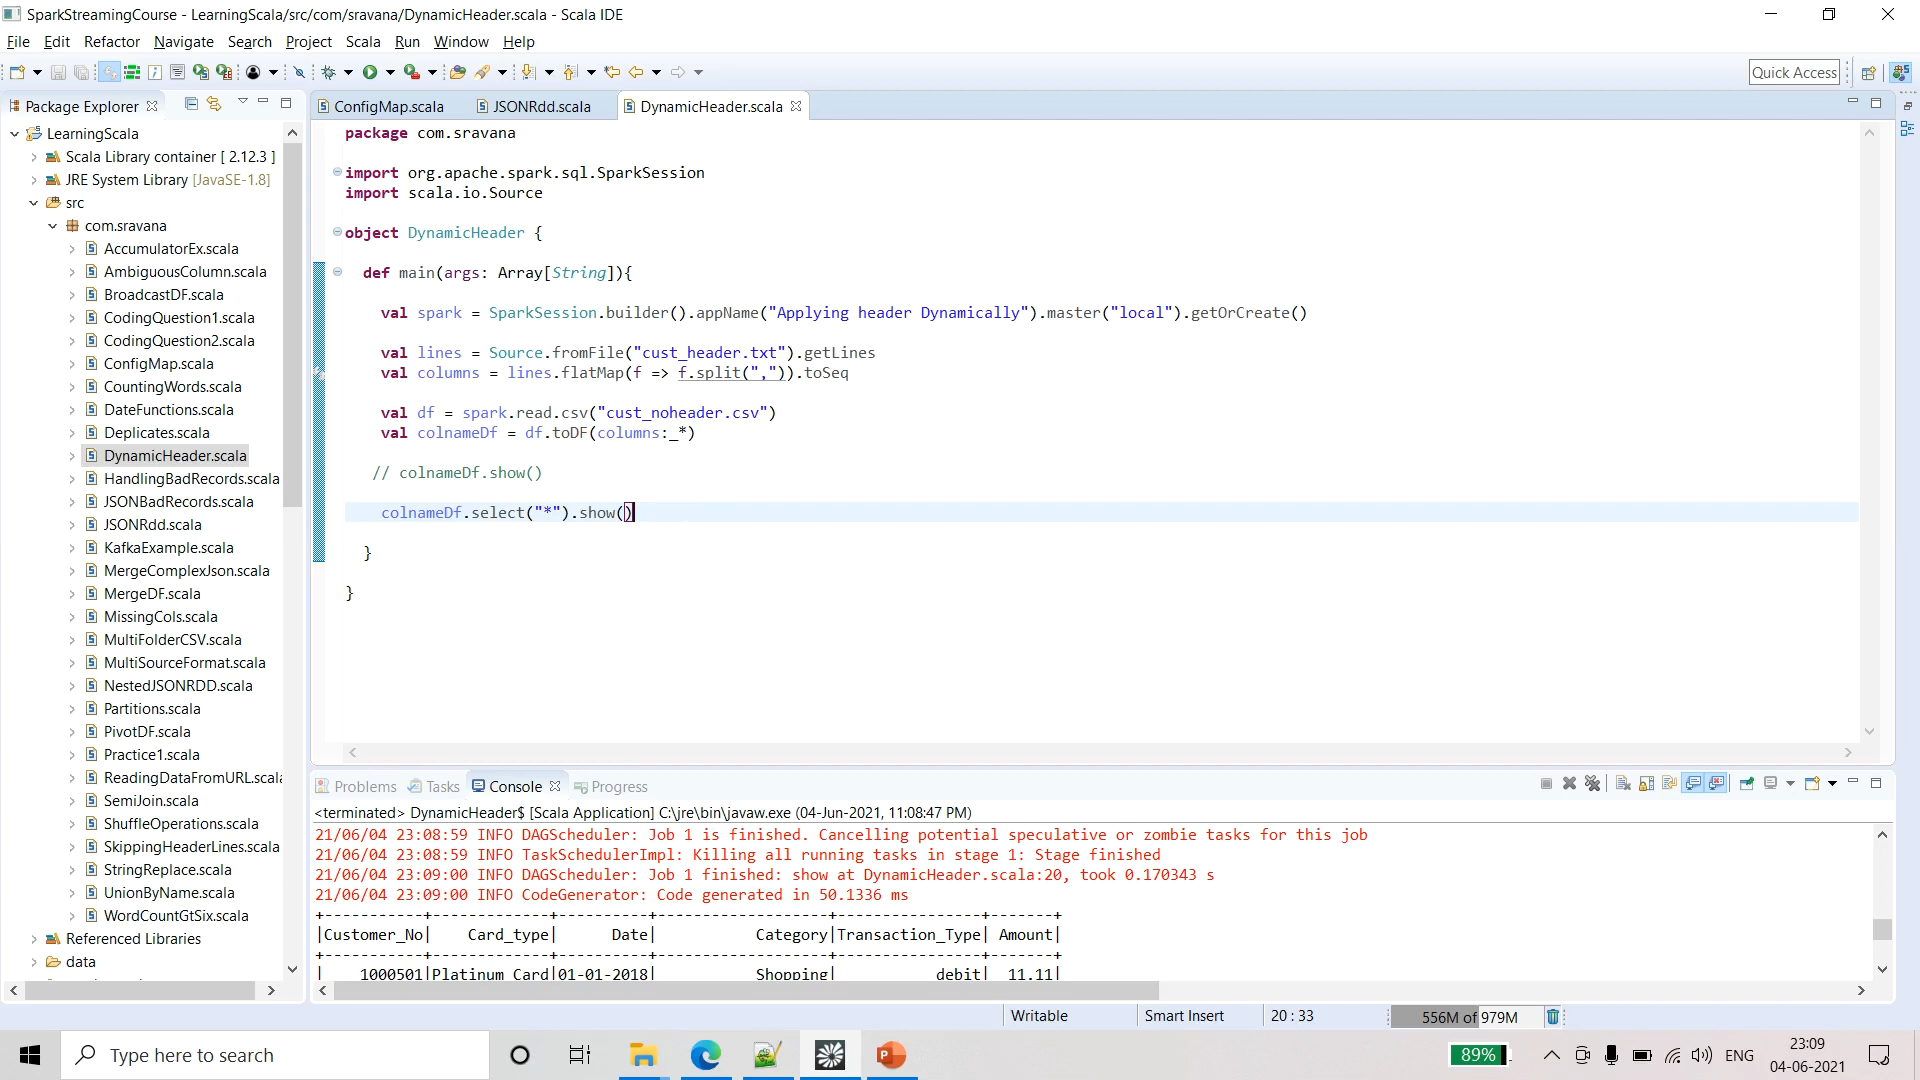 SparkStreamingCourse - LearningScala/src/com/sravana/DynamicHeader.scala - Scala IDE
File Edit Refactor Navigate Search Project Scala Run Window Help
Quick Access
Package Explorer
LearningScala
Scala Library container [ 2.12.3 ]
JRE System Library [JavaSE-1.8]
src
com.sravana
AccumulatorEx.scala
AmbiguousColumn.scala
BroadcastDF.scala
CodingQuestion1.scala
CodingQuestion2.scala
ConfigMap.scala
CountingWords.scala
DateFunctions.scala
Deplicates.scala
DynamicHeader.scala
HandlingBadRecords.scala
JSONBadRecords.scala
JSONRdd.scala
KafkaExample.scala
MergeComplexJson.scala
MergeDF.scala
MissingCols.scala
MultiFolderCSV.scala
MultiSourceFormat.scala
NestedJSONRDD.scala
Partitions.scala
PivotDF.scala
Practice1.scala
ReadingDataFromURL.scala
SemiJoin.scala
ShuffleOperations.scala
SkippingHeaderLines.scala
StringReplace.scala
UnionByName.scala
WordCountGtSix.scala
Referenced Libraries
data
ConfigMap.scala JSONRdd.scala DynamicHeader.scala
package com.sravana
import org.apache.spark.sql.SparkSession
import scala.io.Source
object DynamicHeader {
def main(args: Array[String]){
val spark = SparkSession.builder().appName("Applying header Dynamically").master("local").getOrCreate()
val lines = Source.fromFile("cust_header.txt").getLines
val columns = lines.flatMap(f => f.split(",")).toSeq
val df = spark.read.csv("cust_noheader.csv")
val colnameDf = df.toDF(columns:_*)
// colnameDf.show()
colnameDf.select("*").show()
}
}
Problems Tasks Console Progress
<terminated> DynamicHeader$ [Scala Application] C:\jre\bin\javaw.exe (04-Jun-2021, 11:08:47 PM)
21/06/04 23:08:59 INFO DAGScheduler: Job 1 is finished. Cancelling potential speculative or zombie tasks for this job
21/06/04 23:08:59 INFO TaskSchedulerImpl: Killing all running tasks in stage 1: Stage finished
21/06/04 23:09:00 INFO DAGScheduler: Job 1 finished: show at DynamicHeader.scala:20, took 0.170343 s
21/06/04 23:09:00 INFO CodeGenerator: Code generated in 50.1336 ms
+-----------+-------------+----------+-------------------+----------------+-------+
|Customer_No|    Card_type|      Date|           Category|Transaction_Type| Amount|
+-----------+-------------+----------+-------------------+----------------+-------+
|    1000501|Platinum Card|01-01-2018|           Shopping|           debit|  11.11|
Writable Smart Insert 20 : 33 556M of 979M
Type here to search
89%
ENG
23:09
04-06-2021